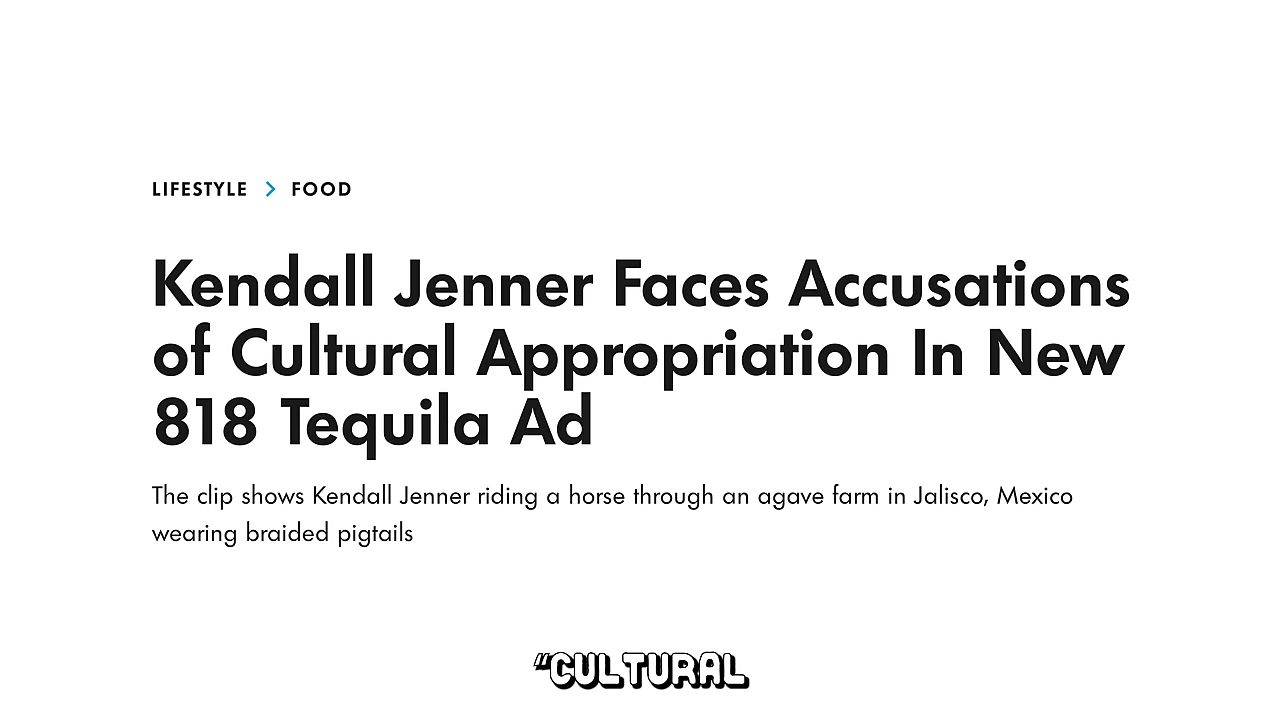 LIFESTYLE > FOOD
Kendall Jenner Faces Accusations
of Cultural Appropriation In New
818 Tequila Ad
The clip shows Kendall Jenner riding a horse through an agave farm in Jalisco, Mexico
wearing braided pigtails
"CULTURAL